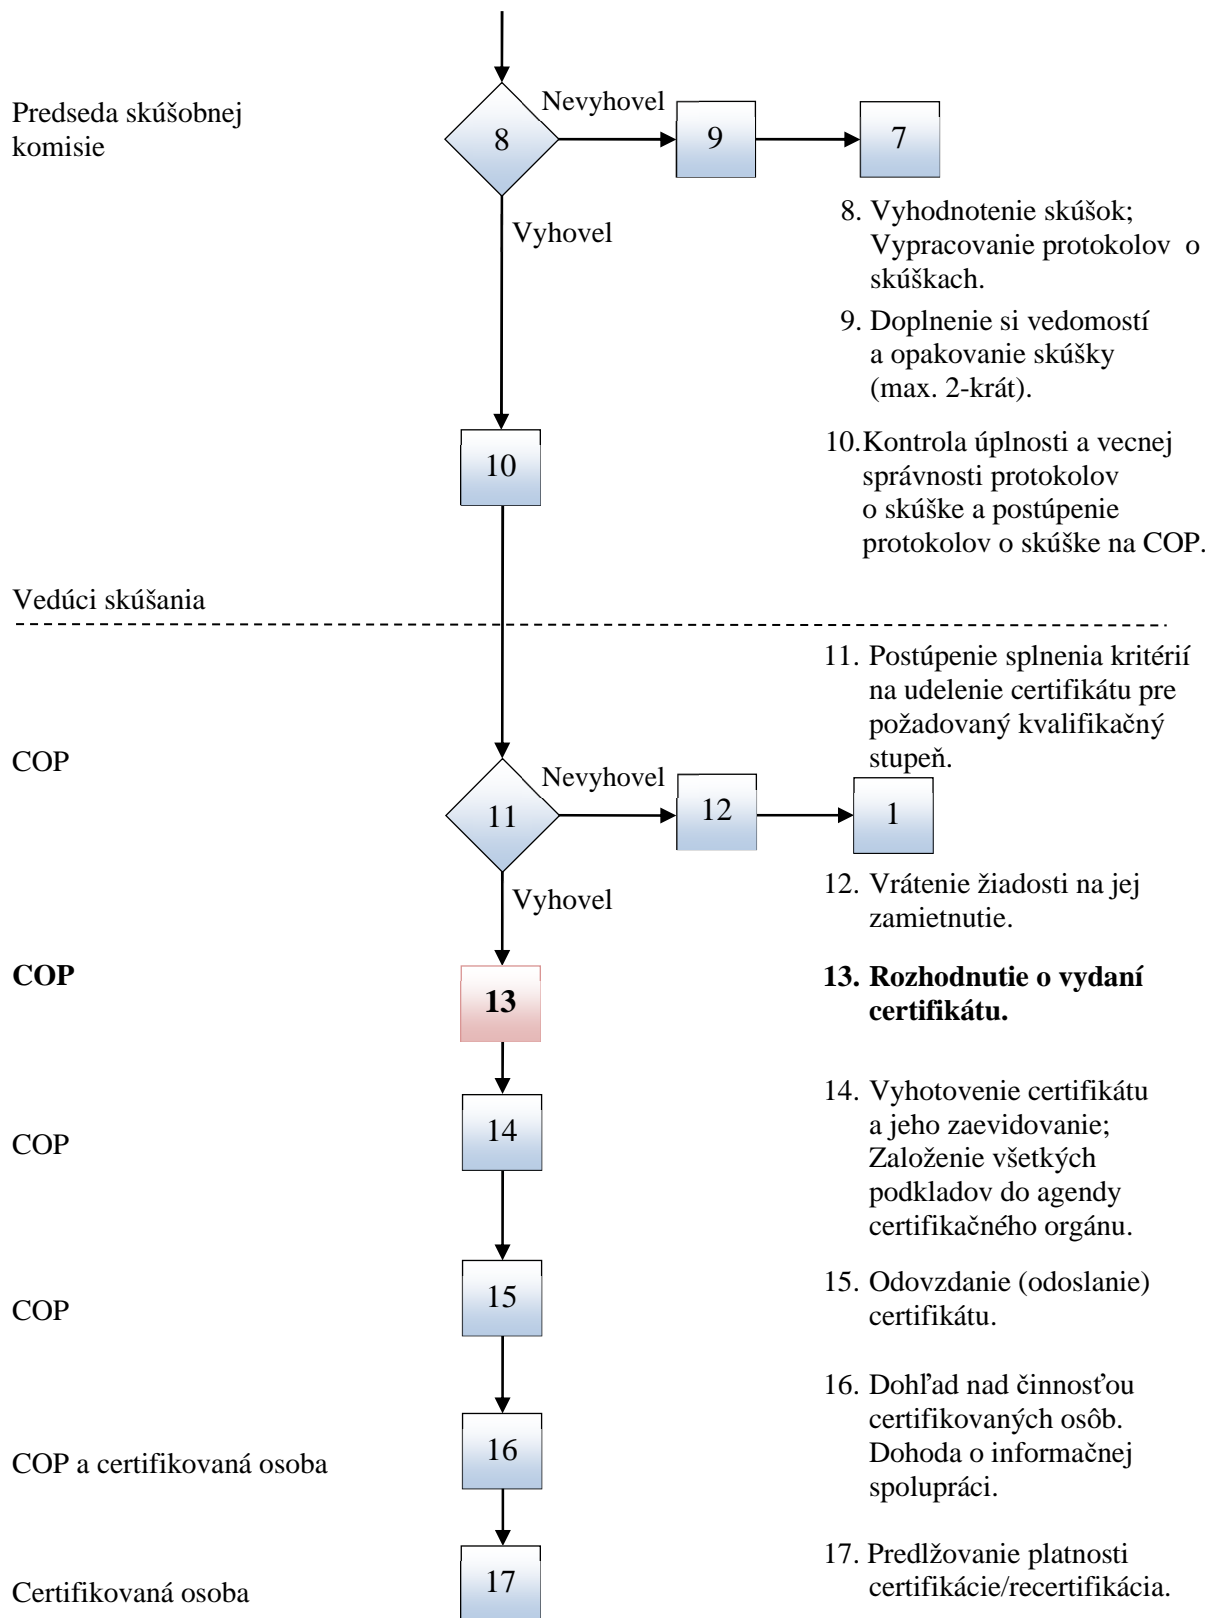 Predseda skúšobnej
komisie
8
Nevyhovel
9
7
Vyhovel
8. Vyhodnotenie skúšok;
Vypracovanie protokolov o
skúškach.
9. Doplnenie si vedomostí
a opakovanie skúšky
(max. 2-krát).
10
10. Kontrola úplnosti a vecnej
správnosti protokolov
o skúške a postúpenie
protokolov o skúške na COP.
Vedúci skúšania
11. Postúpenie splnenia kritérií
na udelenie certifikátu pre
požadovaný kvalifikačný
stupeň.
COP
11
Nevyhovel
12
1
Vyhovel
12. Vrátenie žiadosti na jej
zamietnutie.
COP
13
13. Rozhodnutie o vydaní
certifikátu.
COP
14
14. Vyhotovenie certifikátu
a jeho zaevidovanie;
Založenie všetkých
podkladov do agendy
certifikačného orgánu.
COP
15
15. Odovzdanie (odoslanie)
certifikátu.
COP a certifikovaná osoba
16
16. Dohľad nad činnosťou
certifikovaných osôb.
Dohoda o informačnej
spolupráci.
Certifikovaná osoba
17
17. Predlžovanie platnosti
certifikácie/recertifikácia.